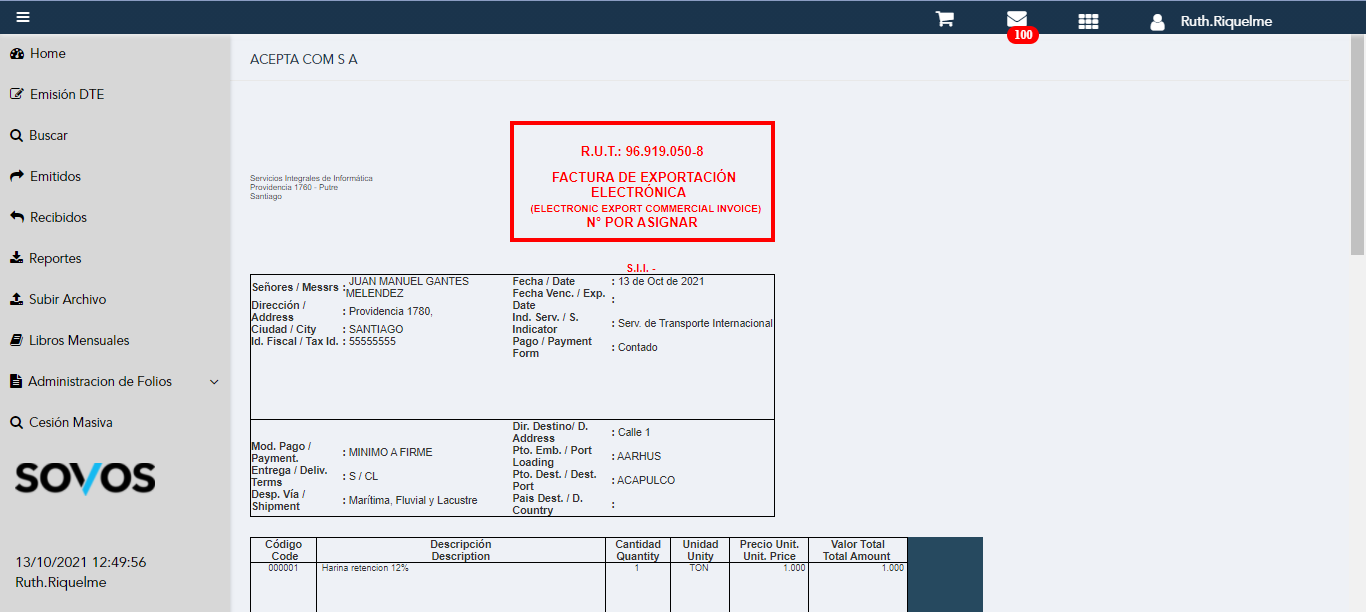 Ruth.Riquelme
100
Home
Emisión DTE
Buscar
Emitidos
Recibidos
Reportes
Subir Archivo
Libros Mensuales
Administracion de Folios
Cesión Masiva
SOVOS
13/10/2021 12:49:56
Ruth.Riquelme
ACEPTA COM S A
Servicios Integrales de Informática
Providencia 1760 - Putre
Santiago
R.U.T.: 96.919.050-8
FACTURA DE EXPORTACIÓN
ELECTRÓNICA
(ELECTRONIC EXPORT COMMERCIAL INVOICE)
N° POR ASIGNAR
S.I.I. -
Señores / Messrs : JUAN MANUEL GANTES
MELENDEZ
Dirección /
Address : Providencia 1780,
Ciudad / City : SANTIAGO
Id. Fiscal / Tax Id. : 55555555
Fecha / Date : 13 de Oct de 2021
Fecha Venc. / Exp.
Date :
Ind. Serv. / S.
Indicator : Serv. de Transporte Internacional
Pago / Payment
Form : Contado
Mod. Pago /
Payment. : MINIMO A FIRME
Entrega / Deliv.
Terms : S / CL
Desp. Vía /
Shipment : Marítima, Fluvial y Lacustre
Dir. Destino/ D.
Address : Calle 1
Pto. Emb. / Port
Loading : AARHUS
Pto. Dest. / Dest.
Port : ACAPULCO
Pais Dest. / D.
Country :
Código Descripción Cantidad Unidad Precio Unit. Valor Total
Code Description Quantity Unity Unit. Price Total Amount
000001 Harina retencion 12% 1 TON 1.000 1.000